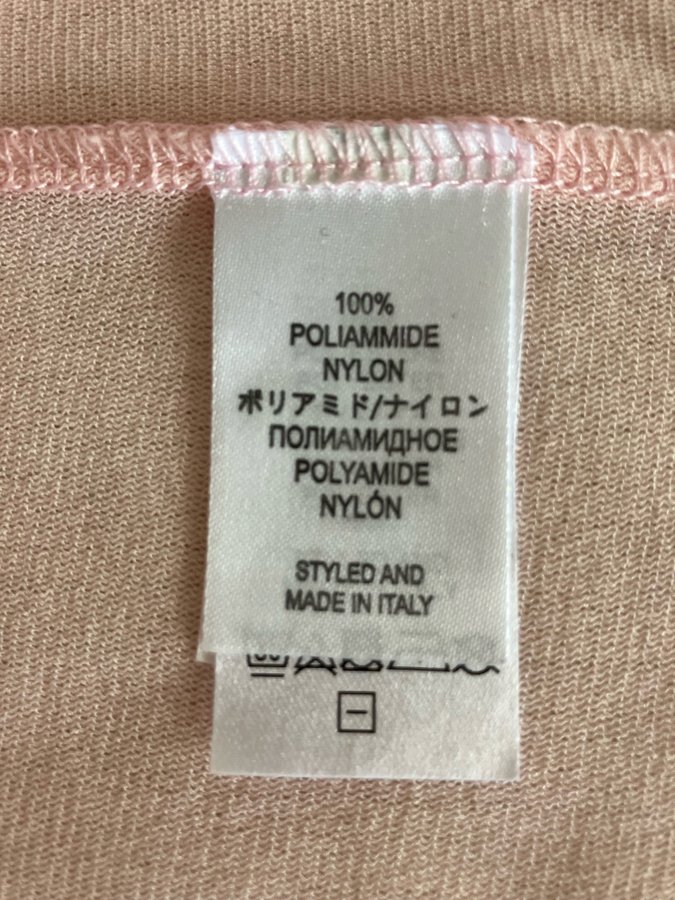 100%
POLIAMMIDE
NYLON
ポリアミド/ナイロン
ПОЛИАМИДНОЕ
POLYAMIDE
NYLÓN
STYLED AND
MADE IN ITALY